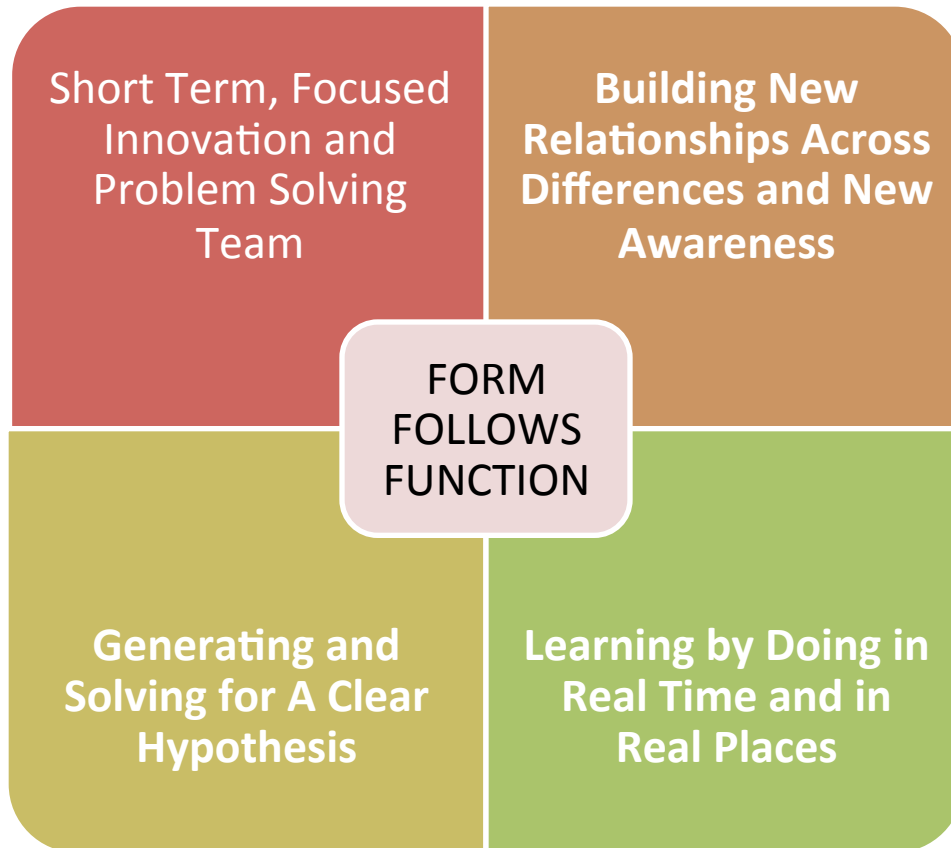 Short Term, Focused
Innovation and
Problem Solving
Team
Building New
Relationships Across
Differences and New
Awareness
FORM
FOLLOWS
FUNCTION
Generating and
Solving for A Clear
Hypothesis
Learning by Doing in
Real Time and in
Real Places